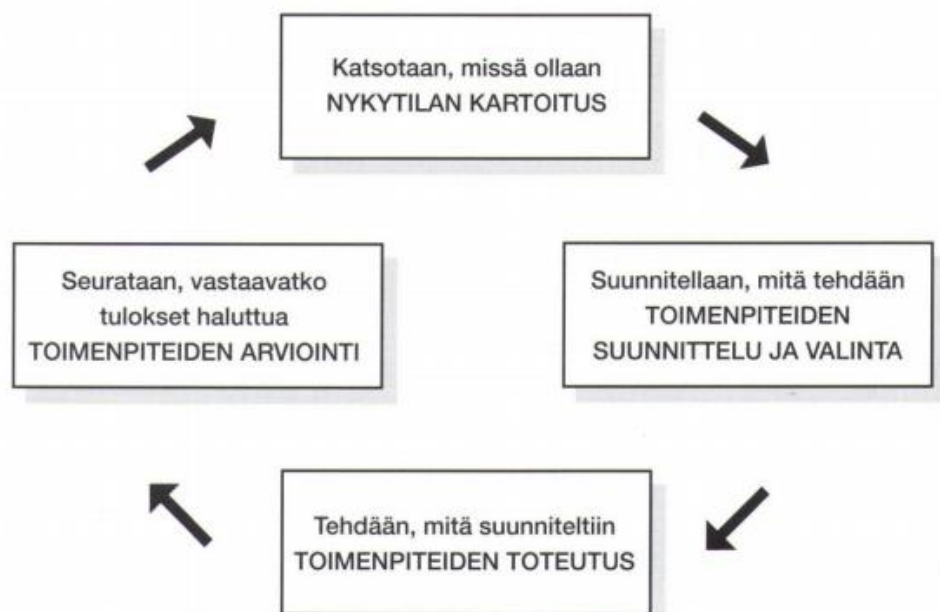 Katsotaan, missä ollaan
NYKYTILAN KARTOITUS
Suunnitellaan, mitä tehdään
TOIMENPITEIDEN
SUUNNITTELU JA VALINTA
Tehdään, mitä suunniteltiin
TOIMENPITEIDEN TOTEUTUS
Seurataan, vastaavatko
tulokset haluttua
TOIMENPITEIDEN ARVIOINTI